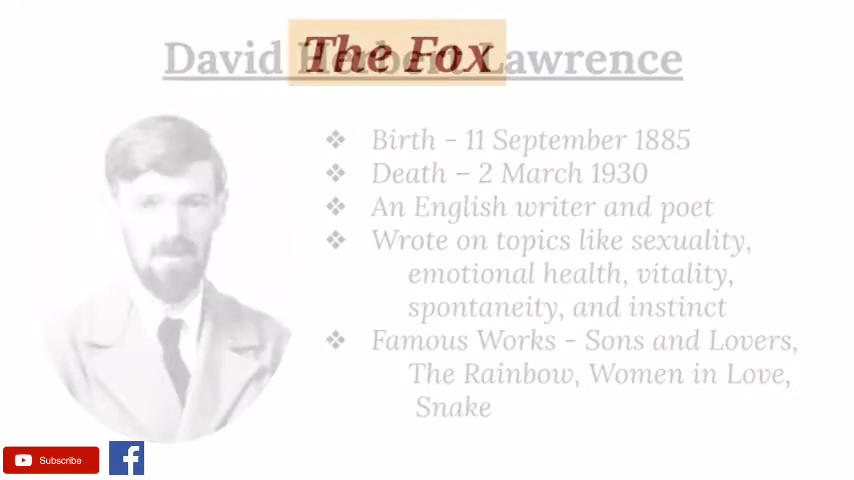 The Fox
David Herbert Lawrence
❖ Birth – 11 September 1885
❖ Death – 2 March 1930
❖ An English writer and poet
❖ Wrote on topics like sexuality,
emotional health, vitality,
spontaneity, and instinct
❖ Famous Works - Sons and Lovers,
The Rainbow, Women in Love,
Snake
Subscribe
f